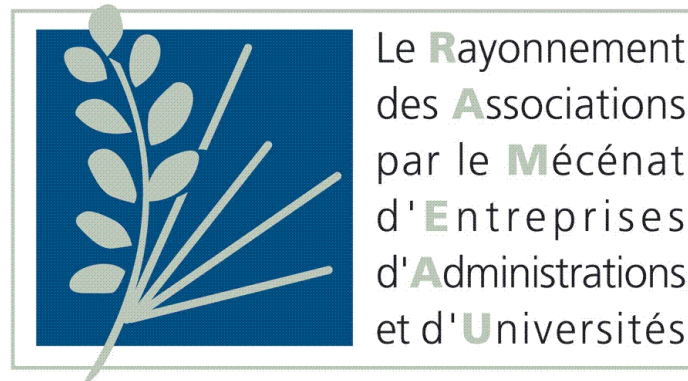 Le Rayonnement
des Associations
par le Mécénat
d'Entreprises
d'Administrations
et d'Universités